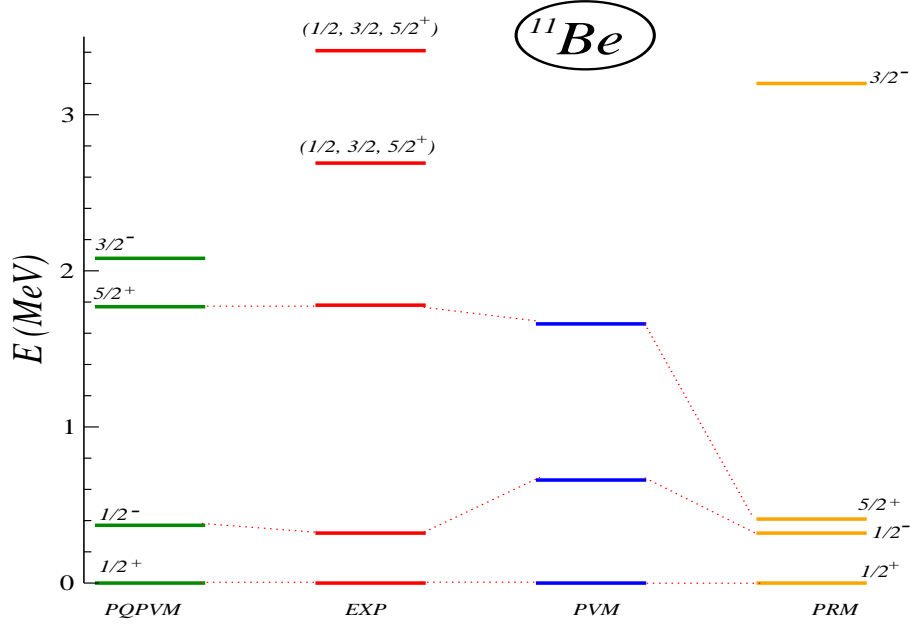 (1/2, 3/2, 5/2⁺)
¹¹Be
3/2⁻
3
(1/2, 3/2, 5/2⁺)
3/2⁻
2
5/2⁺
E (MeV)
1
5/2+
1/2⁻
1/2⁻
1/2⁺
1/2⁺
0
PQPVM EXP PVM PRM